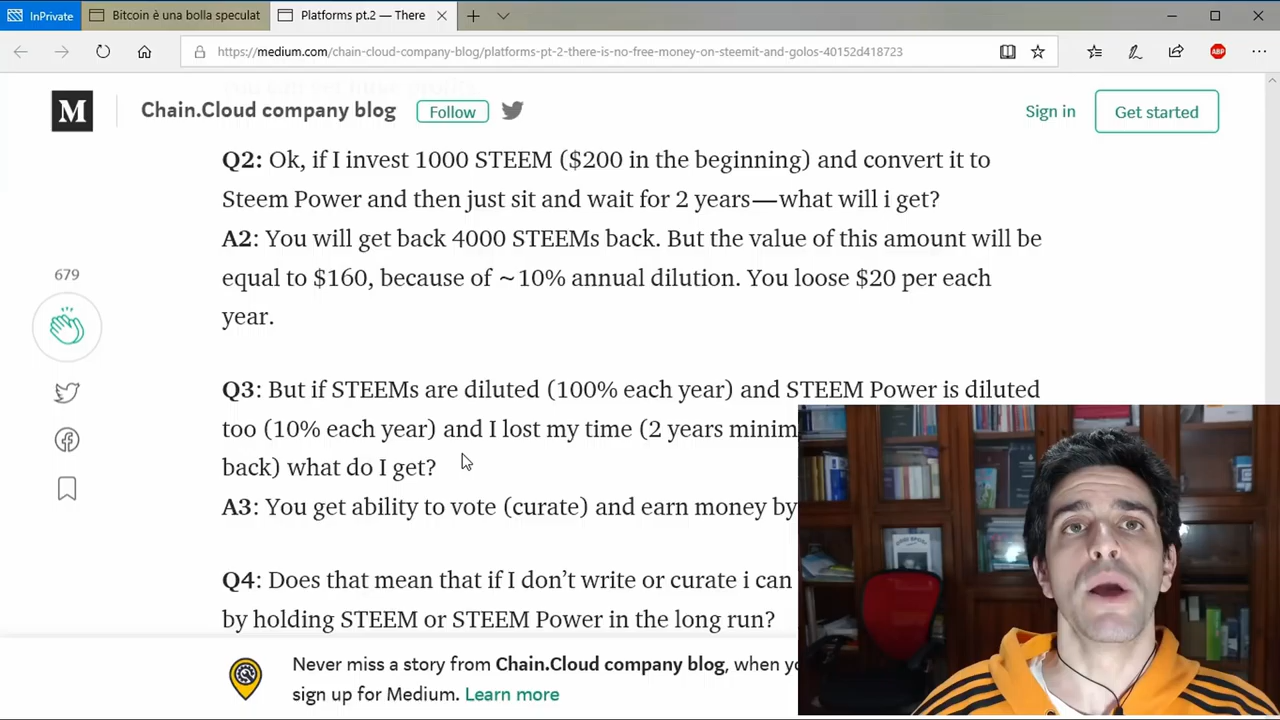 InPrivate
Bitcoin è una bolla speculat
Platforms pt.2 — There
https://medium.com/chain-cloud-company-blog/platforms-pt-2-there-is-no-free-money-on-steemit-and-golos-40152d418723
ABP
M
Chain.Cloud company blog
Follow
Sign in
Get started
Q2: Ok, if I invest 1000 STEEM ($200 in the beginning) and convert it to
Steem Power and then just sit and wait for 2 years—what will i get?
A2: You will get back 4000 STEEMs back. But the value of this amount will be
equal to $160, because of ~10% annual dilution. You loose $20 per each
year.
679
Q3: But if STEEMs are diluted (100% each year) and STEEM Power is diluted
too (10% each year) and I lost my time (2 years minim
back) what do I get?
A3: You get ability to vote (curate) and earn money by
Q4: Does that mean that if I don't write or curate i can
by holding STEEM or STEEM Power in the long run?
Never miss a story from Chain.Cloud company blog, when yo
sign up for Medium. Learn more